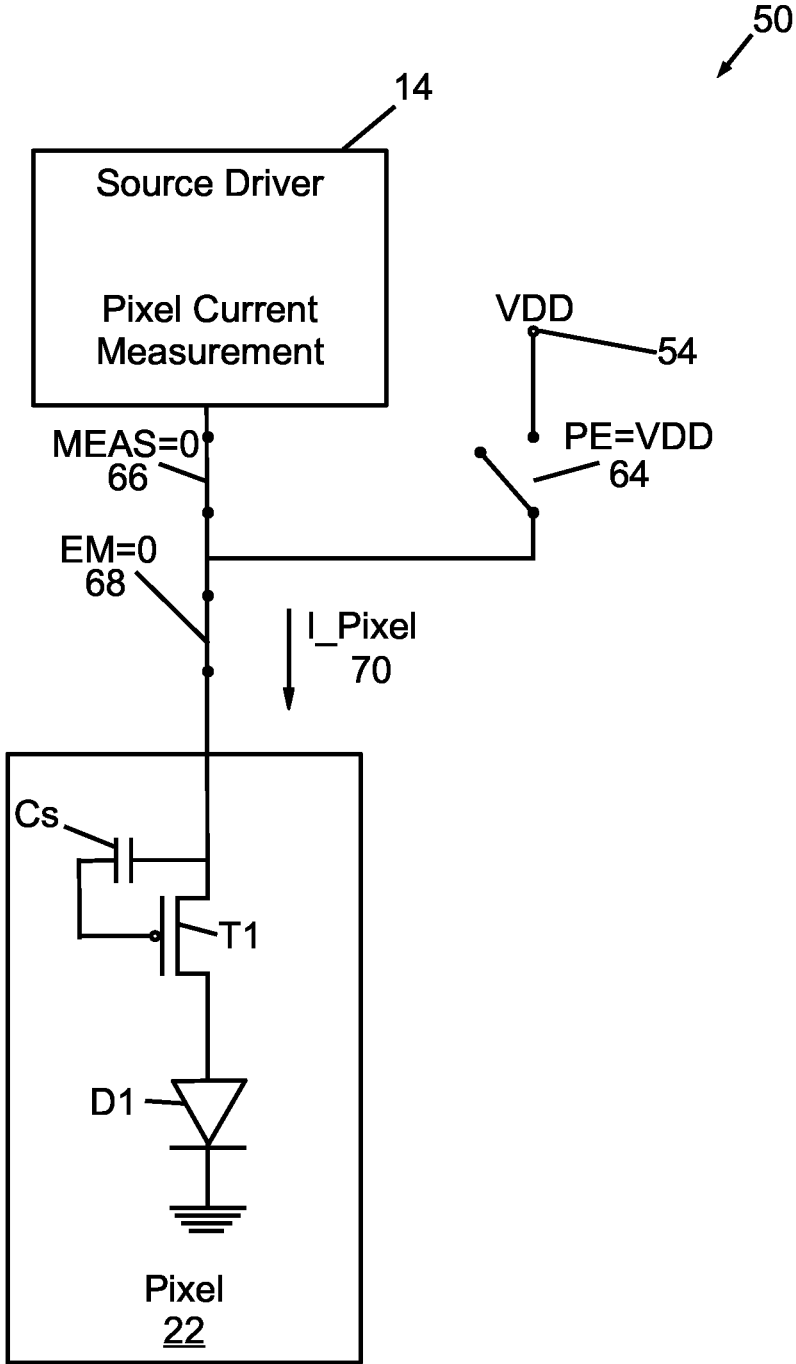 50
14
Source Driver
Pixel Current
Measurement
VDD
54
MEAS=0
66
PE=VDD
64
EM=0
68
I_Pixel
70
Cs
T1
D1
Pixel
22